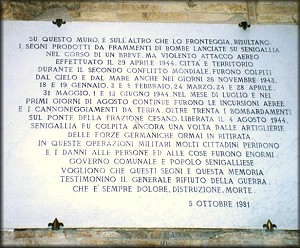 SU QUESTO MURO, E SULL'ALTRO CHE LO FRONTEGGIA, RISULTANO
I SEGNI PRODOTTI DA FRAMMENTI DI BOMBE LANCIATE SU SENIGALLIA
NEL CORSO DI UN BREVE, MA VIOLENTO ATTACCO AEREO
EFFETTUATO IL 29 APRILE 1944. CITTÀ E TERRITORIO
DURANTE IL SECONDO CONFLITTO MONDIALE, FURONO COLPITI
DAL CIELO E DAL MARE ANCHE NEI GIORNI 26 NOVEMBRE 1943,
18 E 19 GENNAIO, 3 E 8 FEBBRAIO, 24 MARZO, 24 E 28 APRILE,
31 MAGGIO, 1 E 12 GIUGNO 1944. NEL MESE DI LUGLIO E NEI
PRIMI GIORNI DI AGOSTO CONTINUE FURONO LE INCURSIONI AEREE
E I CANNONEGGIAMENTI DA TERRA, OLTRE TRENTA I BOMBARDAMENTI
SUL PONTE DELLA FRAZIONE CESANO. LIBERATA IL 4 AGOSTO 1944,
SENIGALLIA FU COLPITA ANCORA UNA VOLTA DALLE ARTIGLIERIE
DELLE FORZE GERMANICHE ORMAI IN RITIRATA.
IN QUESTE OPERAZIONI MILITARI MOLTI CITTADINI PERIRONO
E I DANNI ALLE PERSONE ED ALLE COSE FURONO ENORMI.
GOVERNO COMUNALE E POPOLO SENIGALLIESE
VOGLIONO CHE QUESTI SEGNI E QUESTA MEMORIA
TESTIMONINO IL GENERALE RIFIUTO DELLA GUERRA,
CHE È SEMPRE DOLORE, DISTRUZIONE, MORTE.
5 OTTOBRE 1981